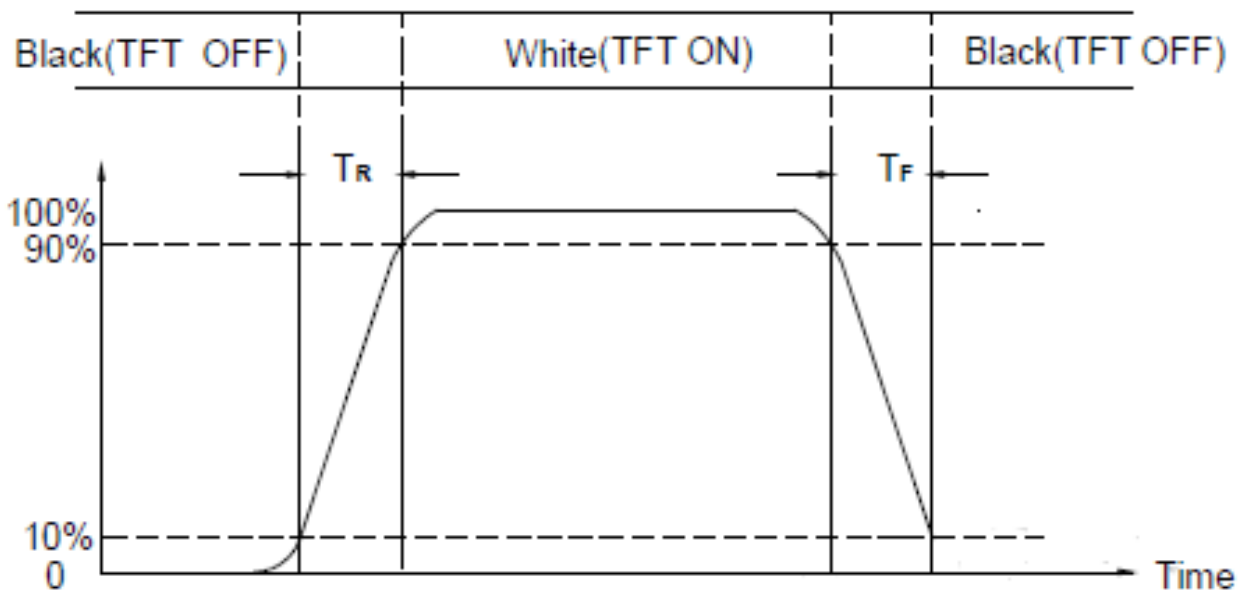 Black(TFT OFF) White(TFT ON) Black(TFT OFF)
TR TF
100%
90%
10%
0
Time